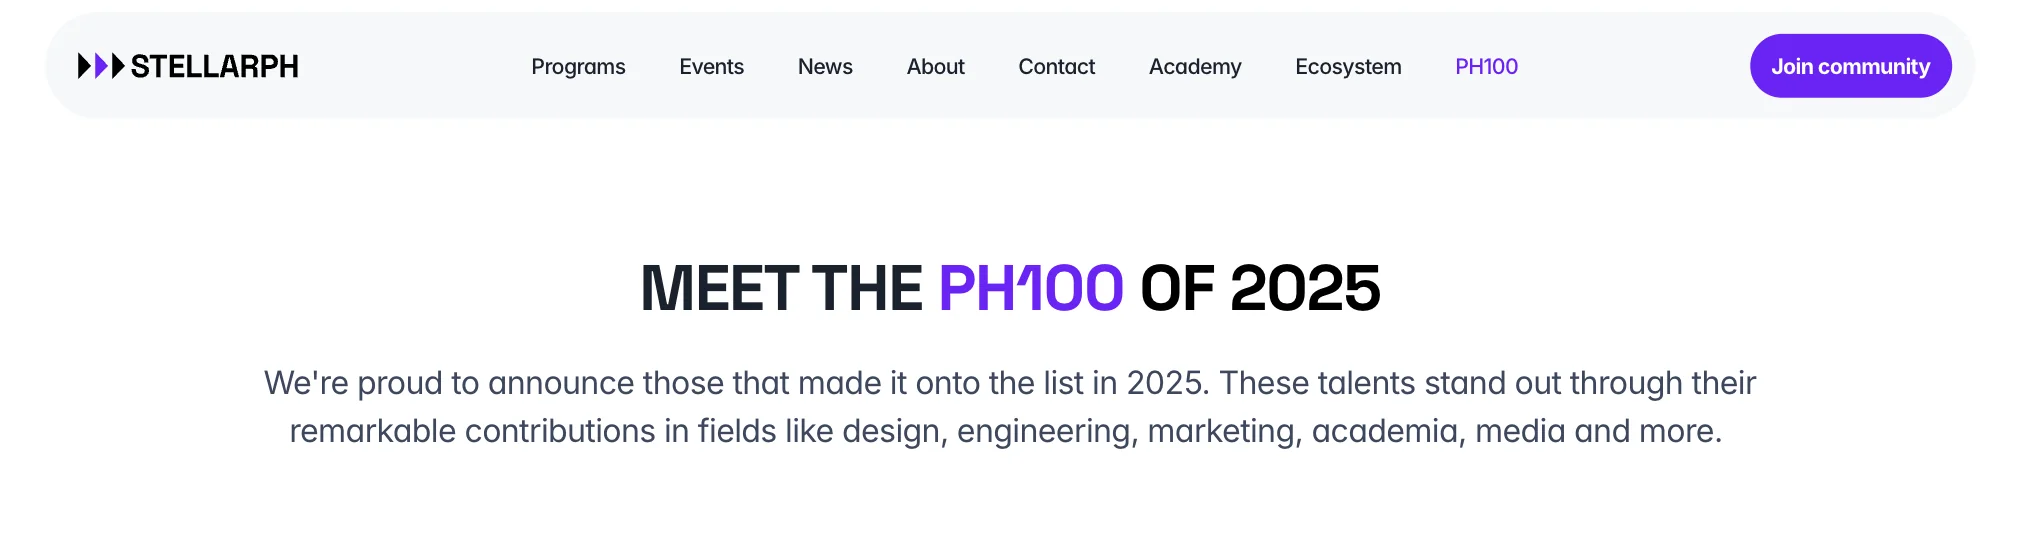 STELLARPH Programs Events News About Contact Academy Ecosystem PH100 Join community
MEET THE PH100 OF 2025
We're proud to announce those that made it onto the list in 2025. These talents stand out through their
remarkable contributions in fields like design, engineering, marketing, academia, media and more.